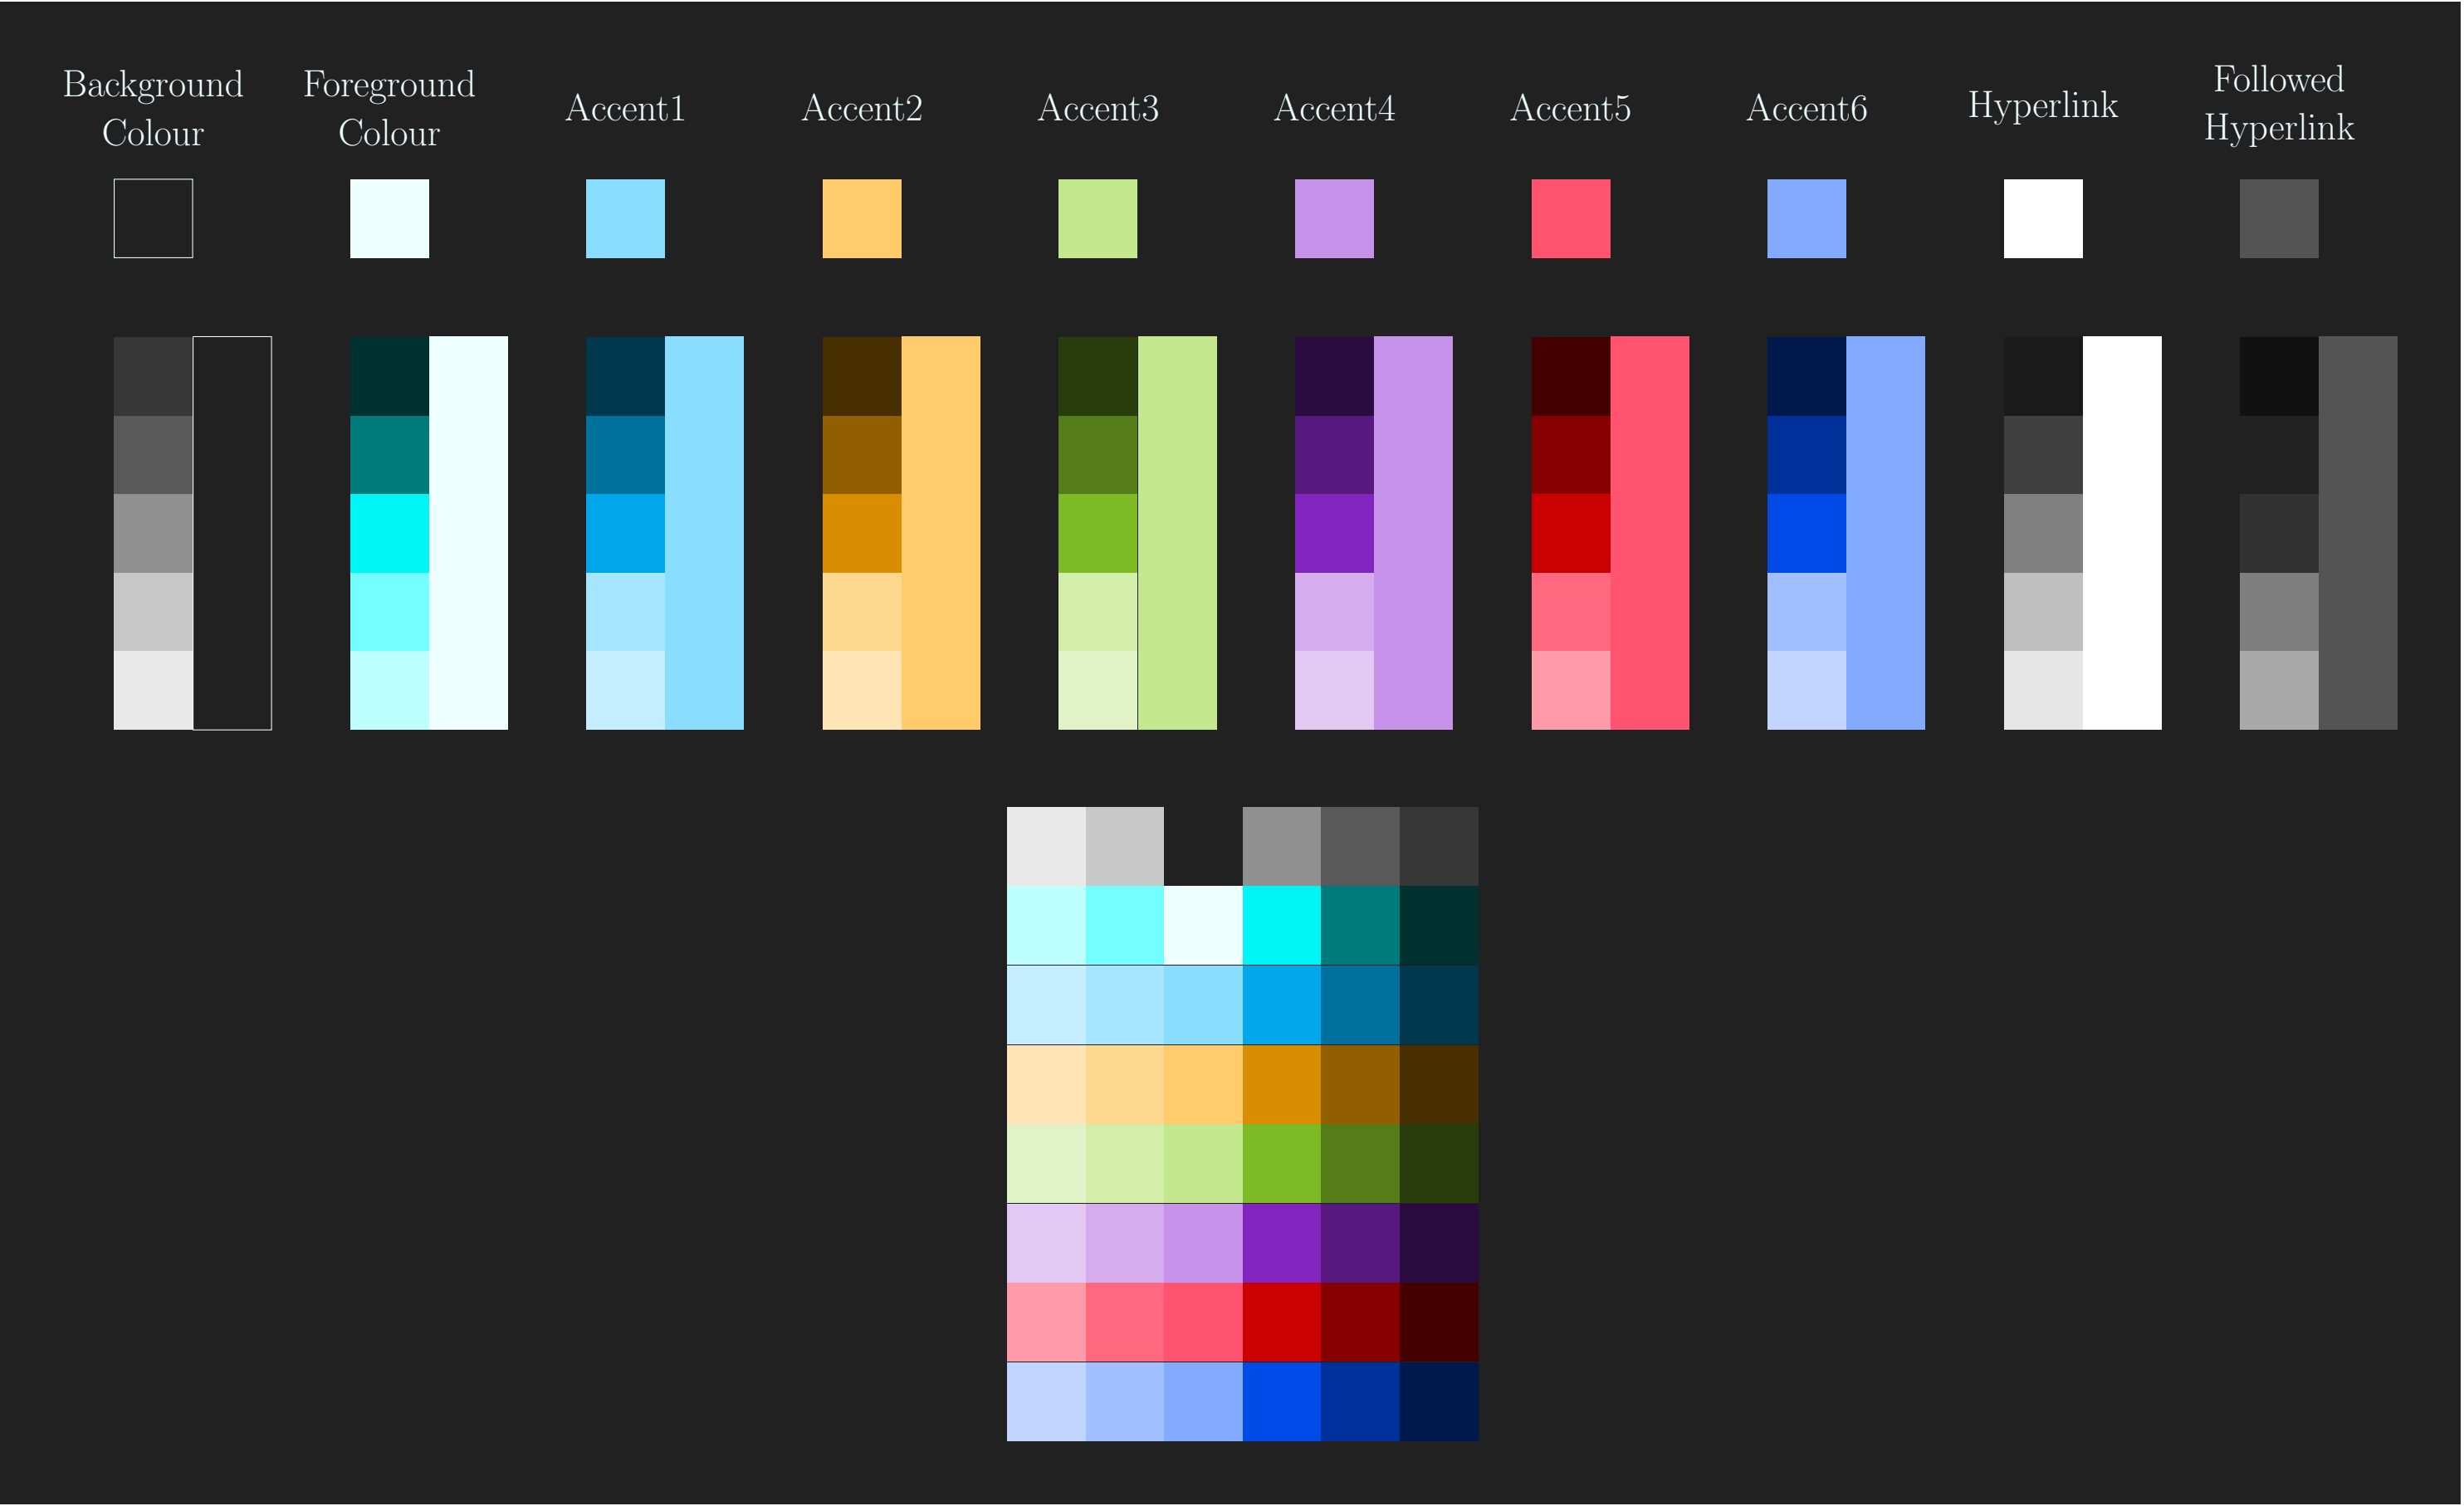 Background
Colour
Foreground
Colour
Accent1
Accent2
Accent3
Accent4
Accent5
Accent6
Hyperlink
Followed
Hyperlink